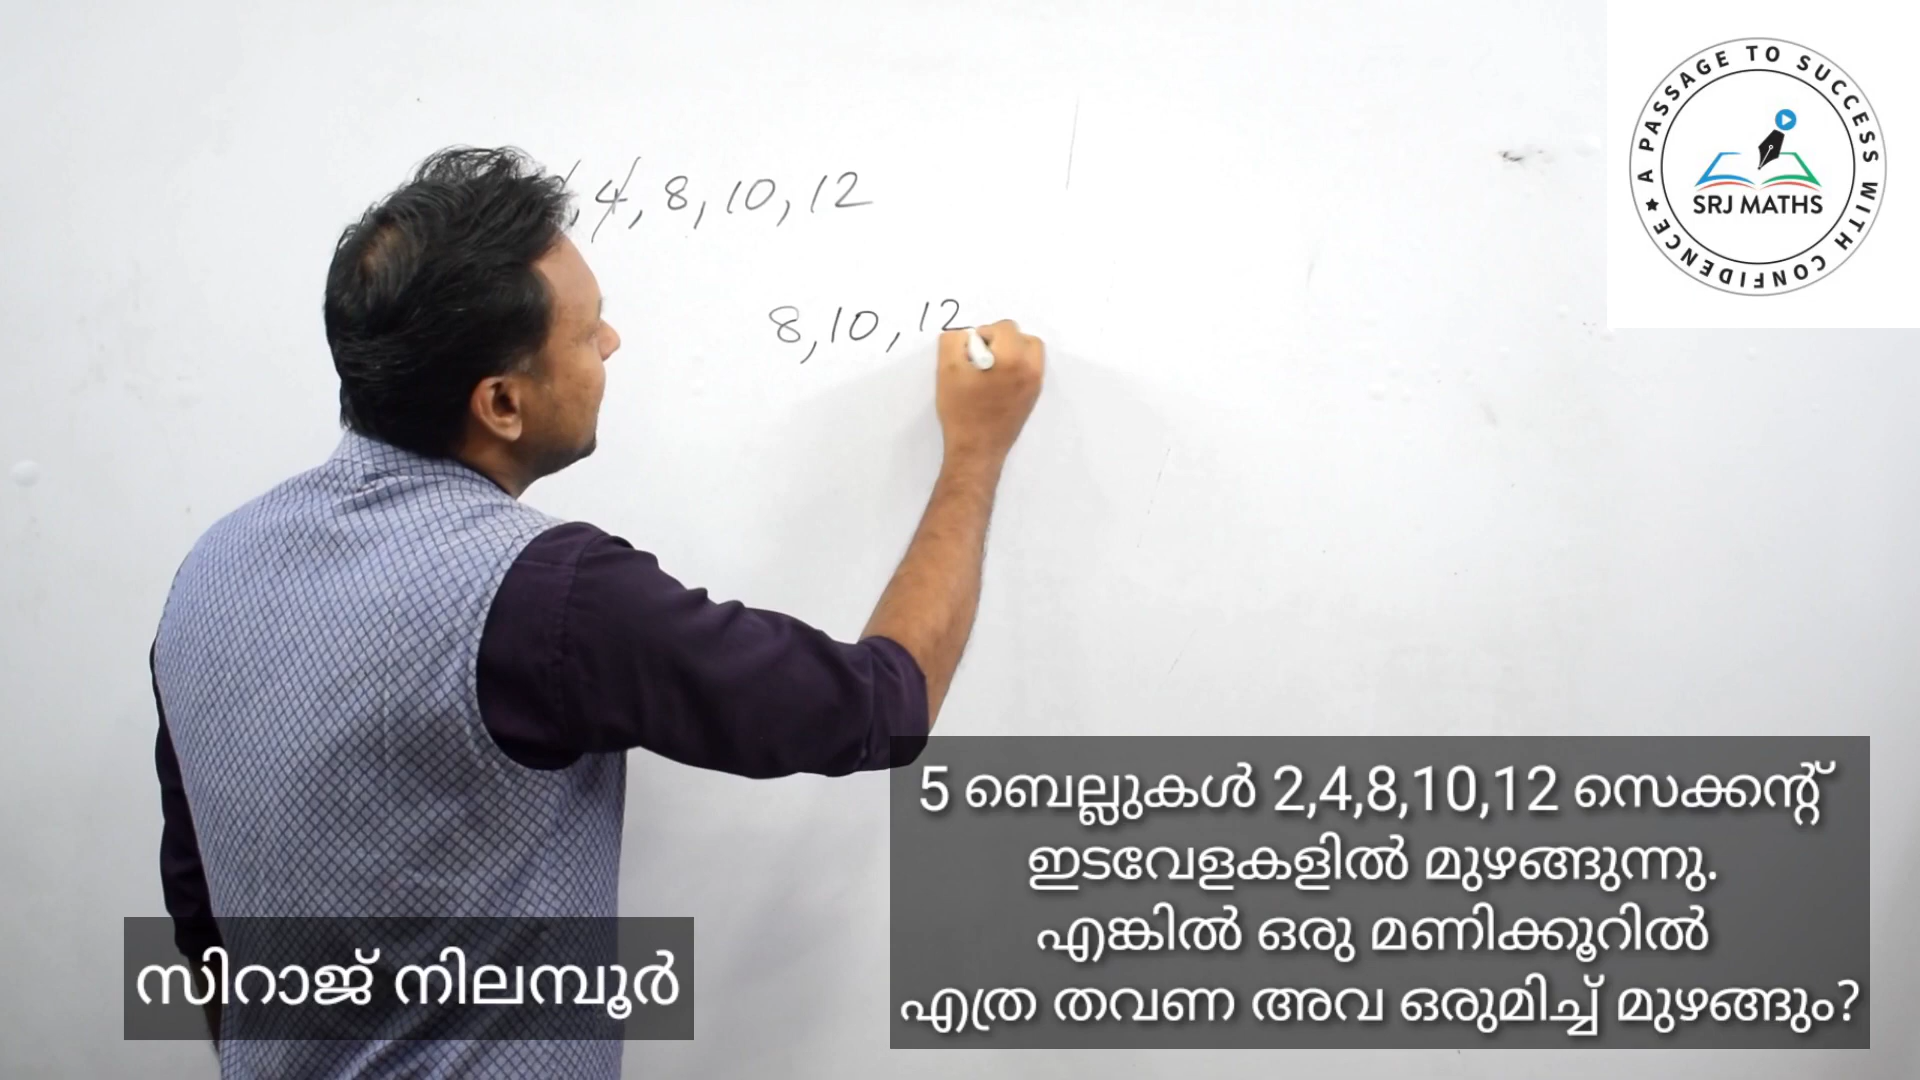 4, 8, 10, 12
8, 10, 12
A PASSAGE TO SUCCESS WITH CONFIDENCE
SRJ MATHS
5 ബെല്ലുകൾ 2,4,8,10,12 സെക്കന്റ്
ഇടവേളകളിൽ മുഴങ്ങുന്നു.
എങ്കിൽ ഒരു മണിക്കൂറിൽ
എത്ര തവണ അവ ഒരുമിച്ച് മുഴങ്ങും?
സിറാജ് നിലമ്പൂർ